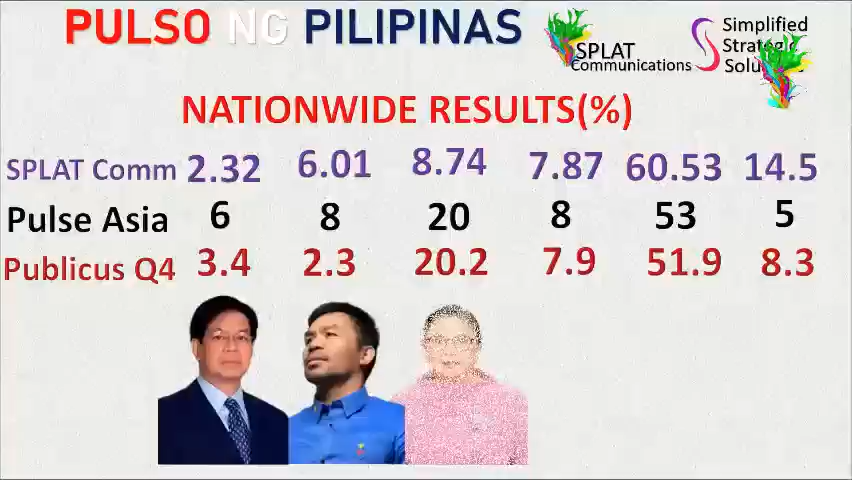 PULSO NG PILIPINAS
SPLAT
Communications
Simplified
Strategic
NATIONWIDE RESULTS(%)
SPLAT Comm 2.32 6.01 8.74 7.87 60.53 14.5
Pulse Asia 6 8 20 8 53 5
Publicus Q4 3.4 2.3 20.2 7.9 51.9 8.3